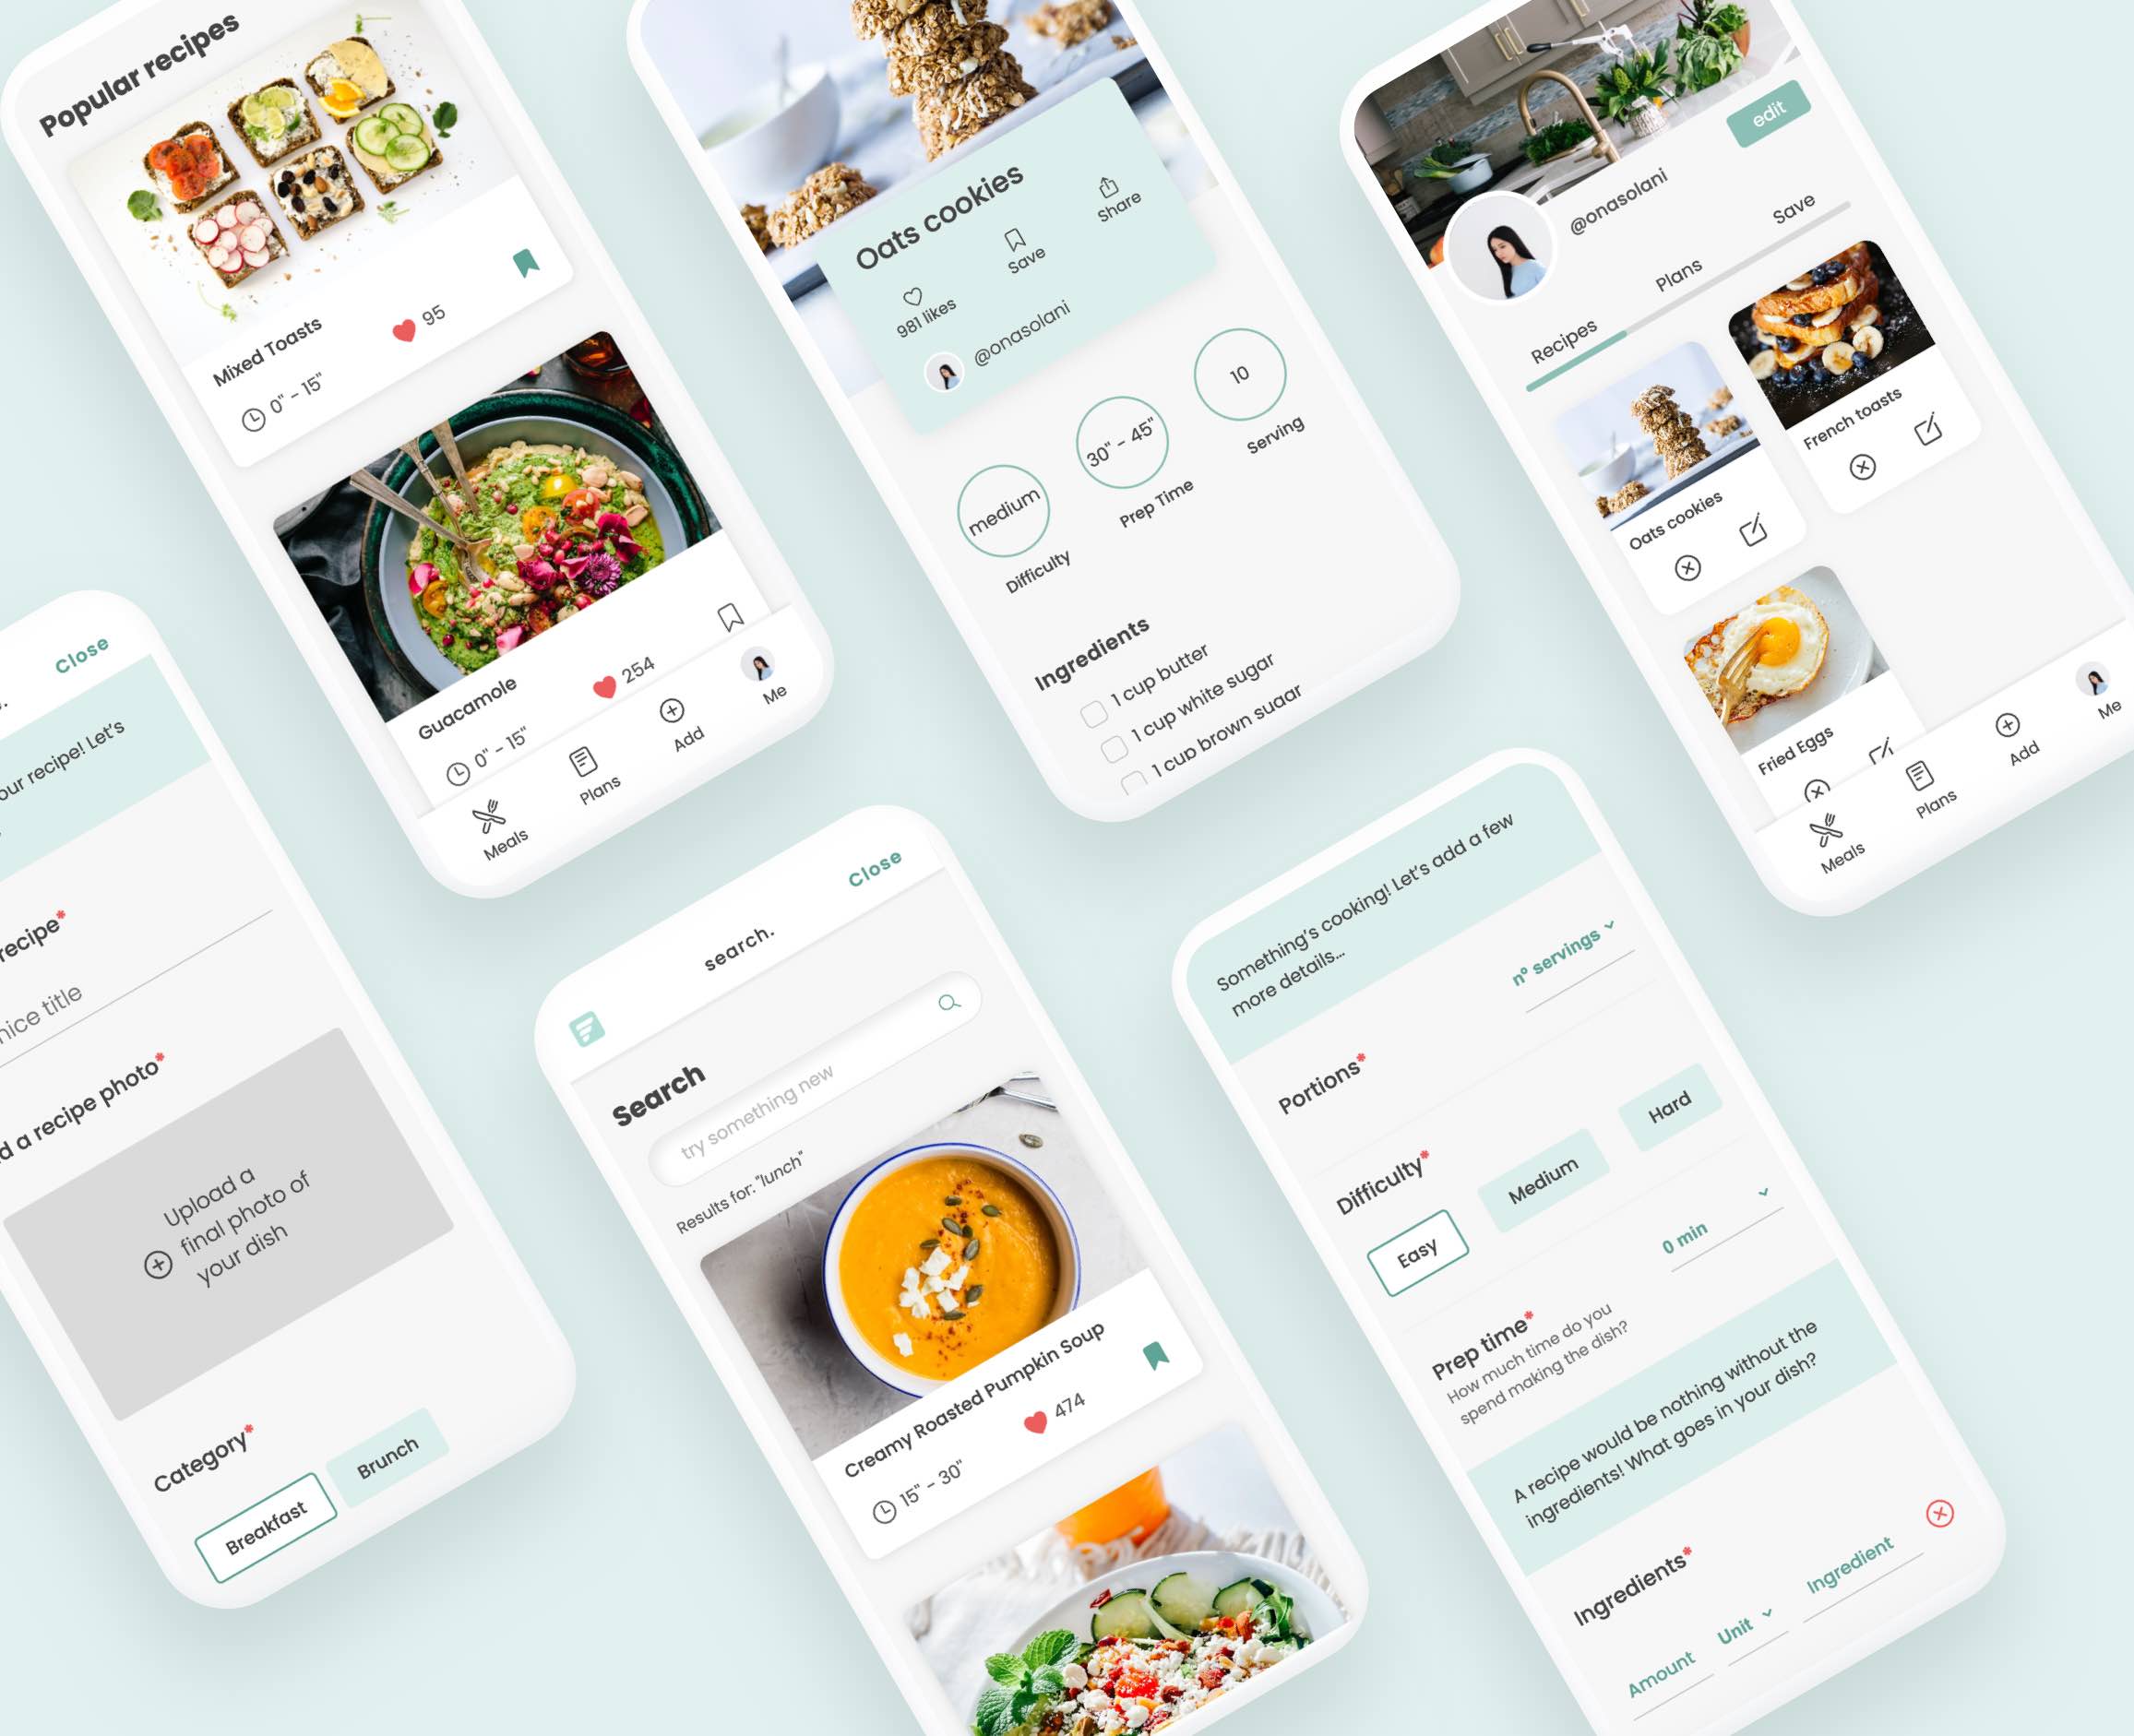 Popular recipes
Mixed Toasts
95
0" - 15"
Guacamole
254
0" - 15"
Meals
Plans
Add
Me
Oats cookies
981 likes
Save
Share
@onasolani
medium
30" - 45"
10
Difficulty
Prep Time
Serving
Ingredients
1 cup butter
1 cup white sugar
1 cup brown sugar
edit
@onasolani
Recipes
Plans
Save
Oats cookies
French toasts
Fried Eggs
Meals
Plans
Add
Me
Close
our recipe! Let's
recipe*
nice title
d a recipe photo*
Upload a
final photo of
your dish
Category*
Breakfast
Brunch
Close
search.
Search
try something new
Results for: "lunch"
Creamy Roasted Pumpkin Soup
474
15" - 30"
Something's cooking! Let's add a few
more details...
Portions*
n° servings
Difficulty*
Easy
Medium
Hard
Prep time*
How much time do you
spend making the dish?
0 min
A recipe would be nothing without the
ingredients! What goes in your dish?
Ingredients*
Amount
Unit
Ingredient